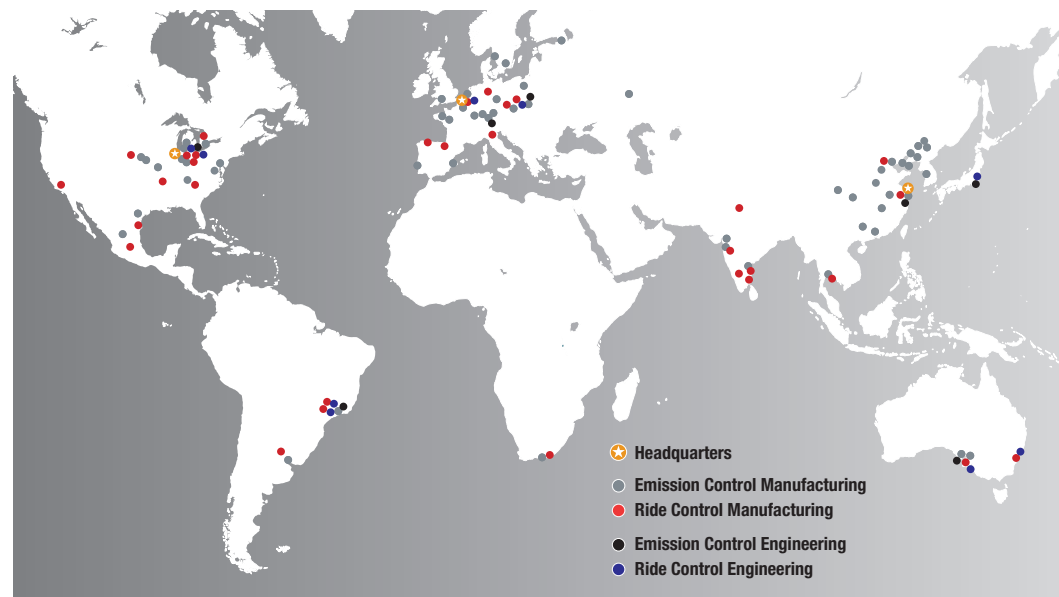 Headquarters
Emission Control Manufacturing
Ride Control Manufacturing
Emission Control Engineering
Ride Control Engineering